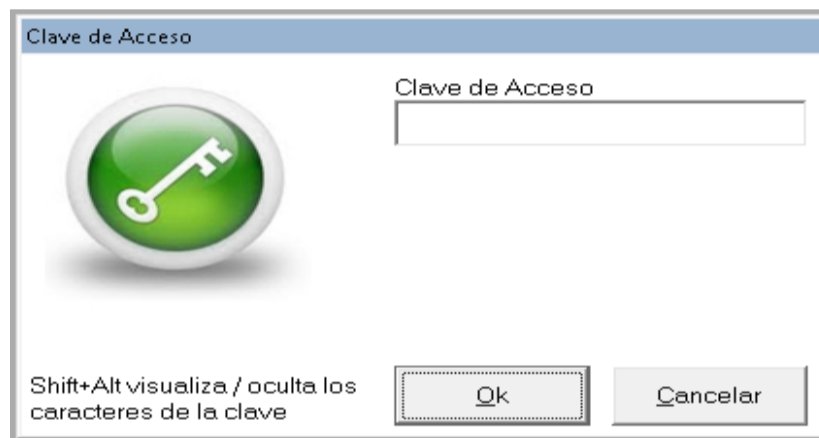 Clave de Acceso
Clave de Acceso
Shift+Alt visualiza / oculta los
caracteres de la clave
Ok
Cancelar